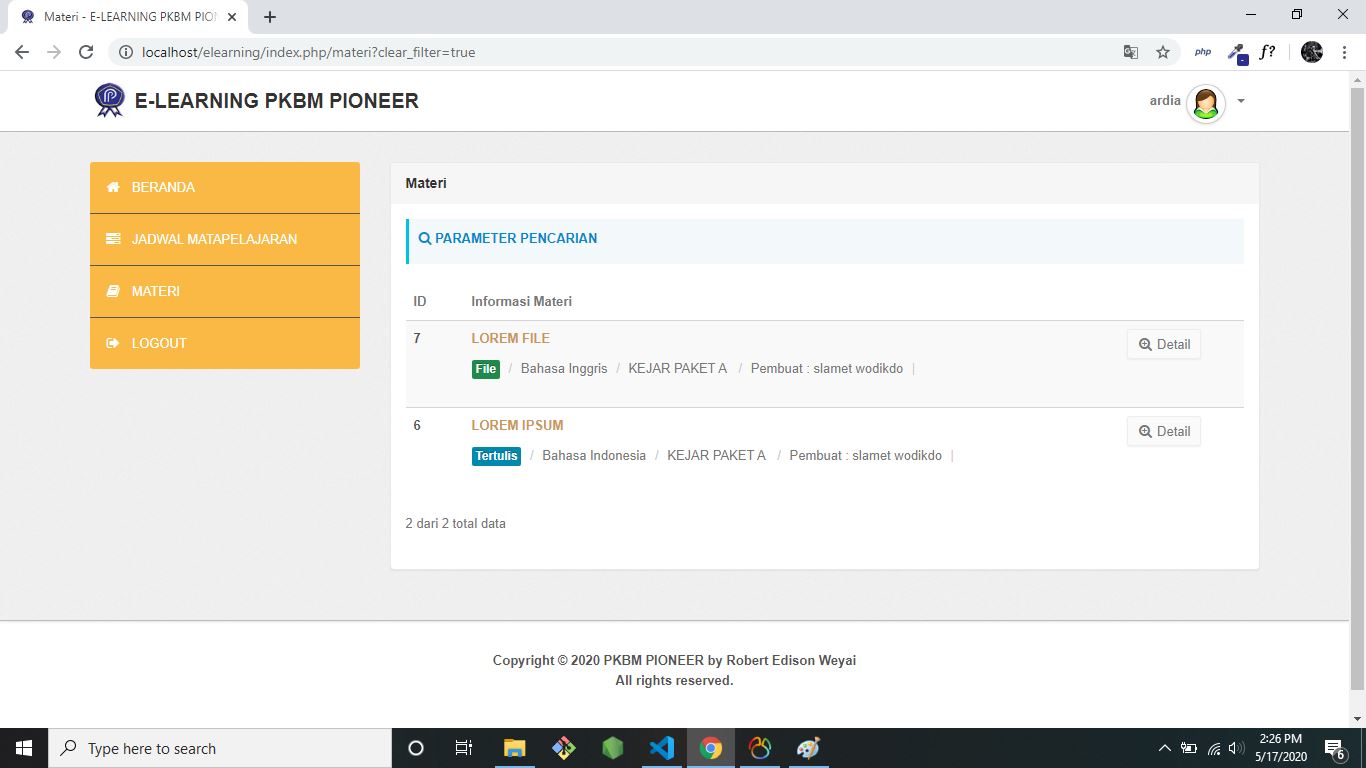 Materi - E-LEARNING PKBM PION
localhost/elearning/index.php/materi?clear_filter=true
php
f?
E-LEARNING PKBM PIONEER
ardia
BERANDA
JADWAL MATAPELAJARAN
MATERI
LOGOUT
Materi
PARAMETER PENCARIAN
ID Informasi Materi
7 LOREM FILE Detail
File / Bahasa Inggris / KEJAR PAKET A / Pembuat : slamet wodikdo |
6 LOREM IPSUM Detail
Tertulis / Bahasa Indonesia / KEJAR PAKET A / Pembuat : slamet wodikdo |
2 dari 2 total data
Copyright © 2020 PKBM PIONEER by Robert Edison Weyai
All rights reserved.
Type here to search
2:26 PM
5/17/2020
6